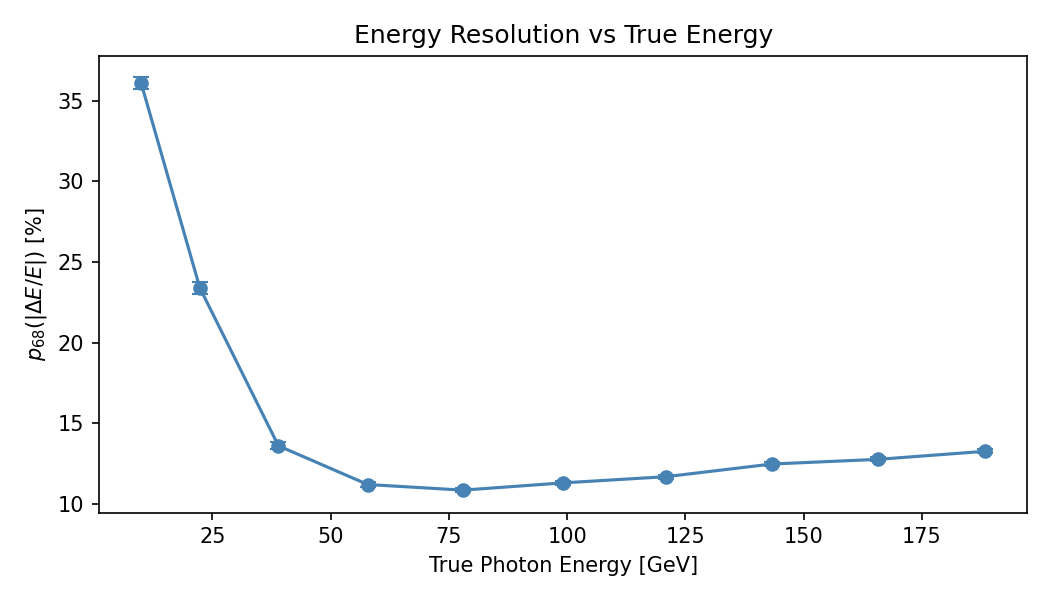 Energy Resolution vs True Energy
p₆₈(|ΔE/E|) [%]
35
30
25
20
15
10
25 50 75 100 125 150 175
True Photon Energy [GeV]